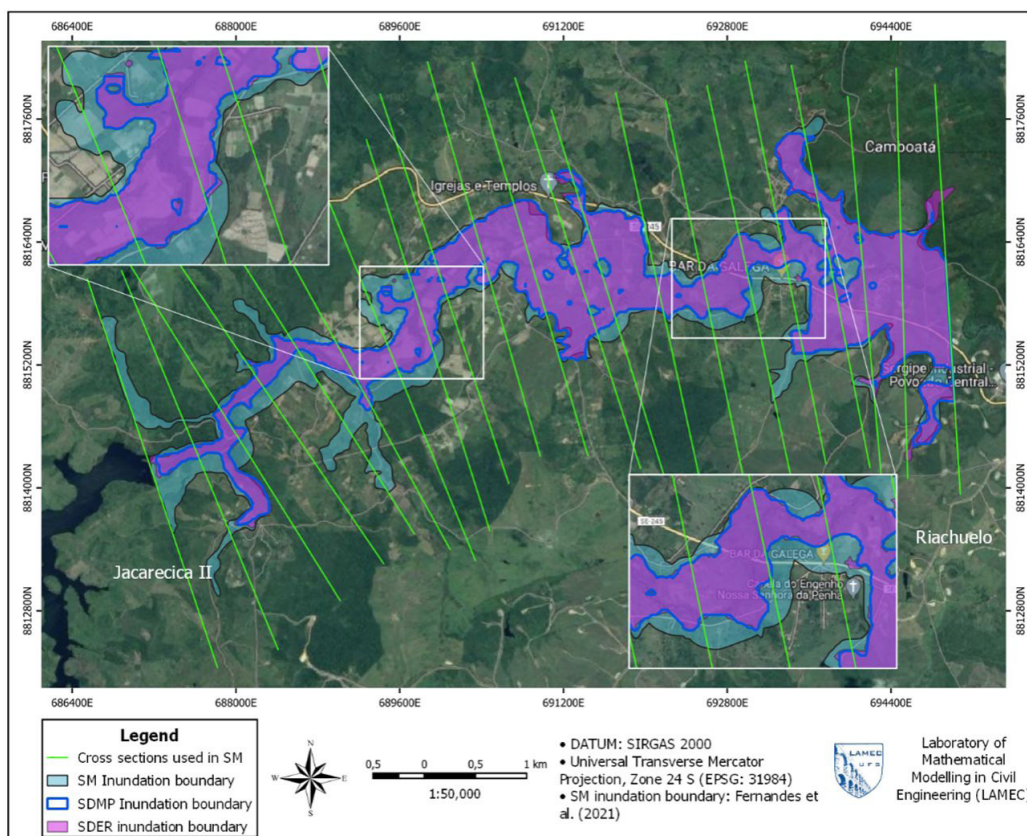 686400E 688000E 689600E 691200E 692800E 694400E
8817600N
8816400N
8815200N
8814000N
8812800N
8817600N
8816400N
8815200N
8814000N
8812800N
Camboatá
Igrejas e Templos
BAR DA GALEGA
Sergipe Industrial -
Povoado Central...
SE-245
BAR DA GALEGA
Capela do Engenho
Nossa Senhora da Penha
Riachuelo
Jacarecica II
686400E 688000E 689600E 691200E 692800E 694400E
Legend
Cross sections used in SM
SM Inundation boundary
SDMP Inundation boundary
SDER inundation boundary
N
W E
S
0,5 0 0,5 1 km
1:50,000
• DATUM: SIRGAS 2000
• Universal Transverse Mercator
Projection, Zone 24 S (EPSG: 31984)
• SM inundation boundary: Fernandes et
al. (2021)
LAMEC
UFS
Laboratory of
Mathematical
Modelling in Civil
Engineering (LAMEC)